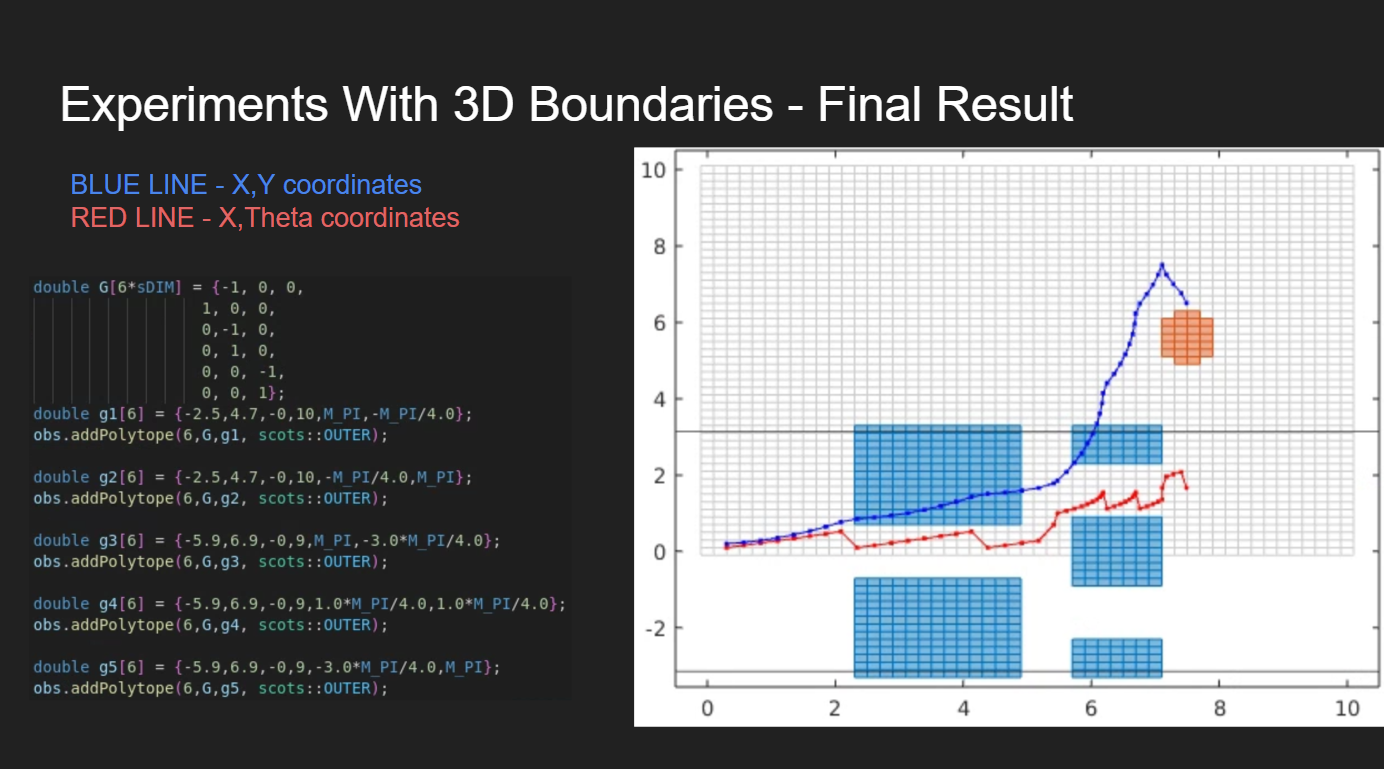 Experiments With 3D Boundaries - Final Result
BLUE LINE - X,Y coordinates
RED LINE - X,Theta coordinates
double G[6*sDIM] = {-1, 0, 0,
1, 0, 0,
0,-1, 0,
0, 1, 0,
0, 0, -1,
0, 0, 1};
double g1[6] = {-2.5,4.7,-0,10,M_PI,-M_PI/4.0};
obs.addPolytope(6,G,g1, scots::OUTER);
double g2[6] = {-2.5,4.7,-0,10,-M_PI/4.0,M_PI};
obs.addPolytope(6,G,g2, scots::OUTER);
double g3[6] = {-5.9,6.9,-0,9,M_PI,-3.0*M_PI/4.0};
obs.addPolytope(6,G,g3, scots::OUTER);
double g4[6] = {-5.9,6.9,-0,9,1.0*M_PI/4.0,1.0*M_PI/4.0};
obs.addPolytope(6,G,g4, scots::OUTER);
double g5[6] = {-5.9,6.9,-0,9,-3.0*M_PI/4.0,M_PI};
obs.addPolytope(6,G,g5, scots::OUTER);
10
8
6
4
2
0
-2
0 2 4 6 8 10